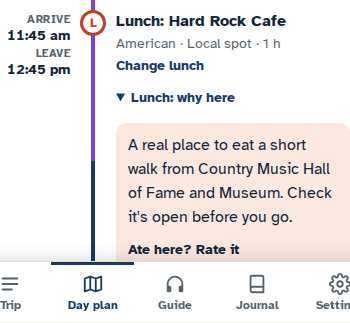 ARRIVE
11:45 am
LEAVE
12:45 pm
L
Lunch: Hard Rock Cafe
American · Local spot · 1 h
Change lunch
▼ Lunch: why here
A real place to eat a short
walk from Country Music Hall
of Fame and Museum. Check
it's open before you go.
Ate here? Rate it
Trip
Day plan
Guide
Journal
Settin